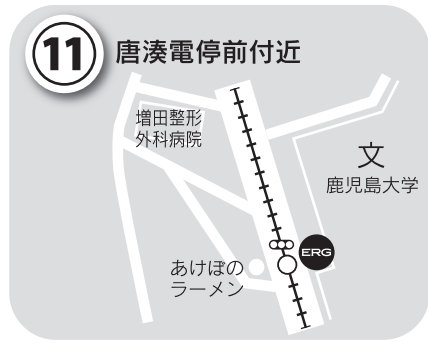 11 唐湊電停前付近
増田整形
外科病院
文
鹿児島大学
ERG
あけぼの
ラーメン